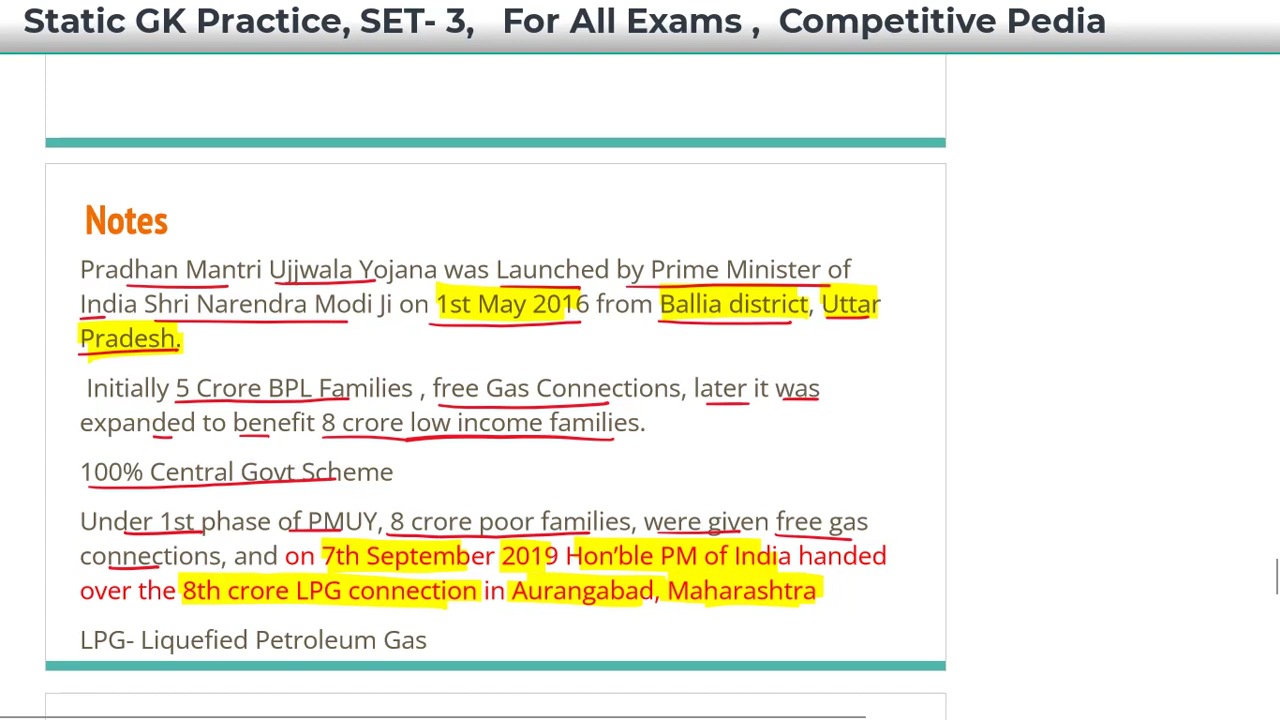 Static GK Practice, SET- 3, For All Exams , Competitive Pedia
Notes
Pradhan Mantri Ujjwala Yojana was Launched by Prime Minister of
India Shri Narendra Modi Ji on 1st May 2016 from Ballia district, Uttar
Pradesh.
Initially 5 Crore BPL Families , free Gas Connections, later it was
expanded to benefit 8 crore low income families.
100% Central Govt Scheme
Under 1st phase of PMUY, 8 crore poor families, were given free gas
connections, and on 7th September 2019 Hon’ble PM of India handed
over the 8th crore LPG connection in Aurangabad, Maharashtra
LPG- Liquefied Petroleum Gas